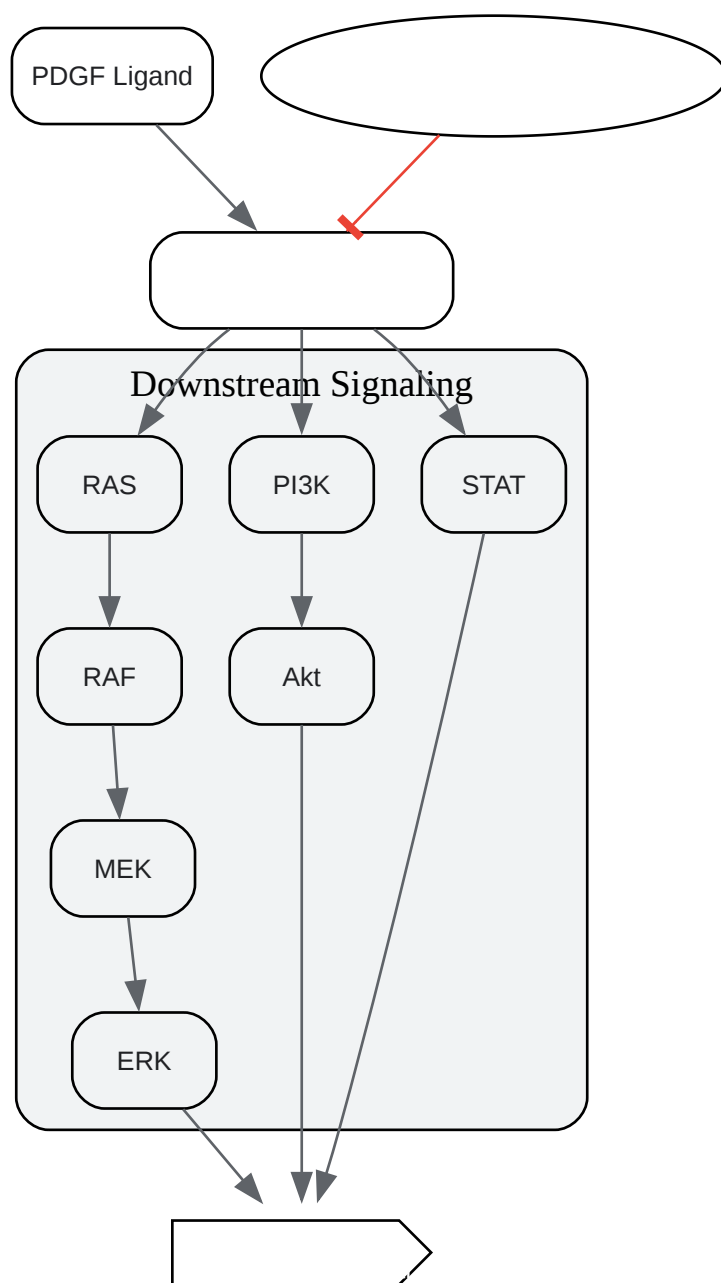 PDGF Ligand
Downstream Signaling
RAS
PI3K
STAT
RAF
Akt
MEK
ERK